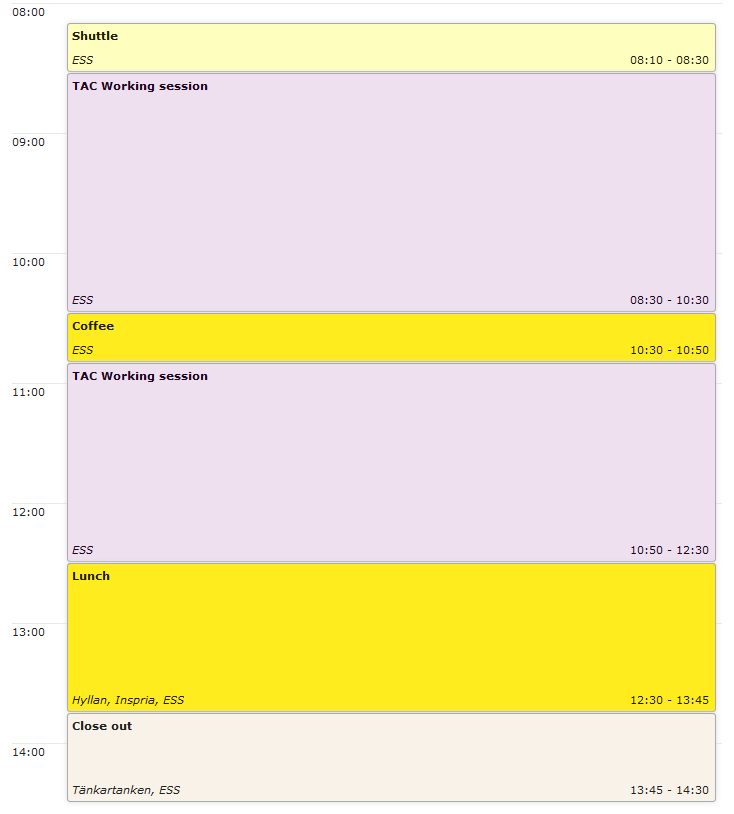 08:00
Shuttle
ESS 08:10 - 08:30
TAC Working session
09:00
10:00
ESS 08:30 - 10:30
Coffee
ESS 10:30 - 10:50
TAC Working session
11:00
12:00
ESS 10:50 - 12:30
Lunch
13:00
Hyllan, Inspria, ESS 12:30 - 13:45
Close out
14:00
Tänkartanken, ESS 13:45 - 14:30